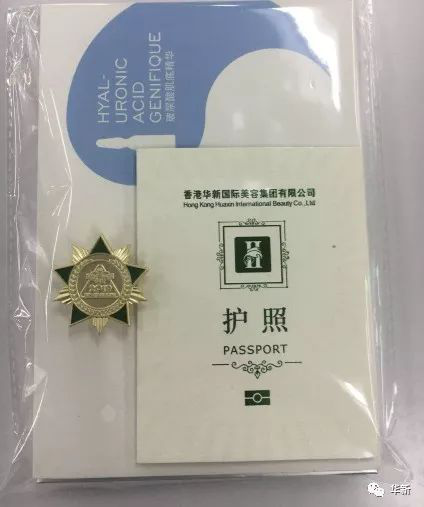 HYAL-
URONIC
ACID
GENIFIQUE
玻尿酸肌底精华
香港华新国际美容集团有限公司
Hong Kong Huaxin International Beauty Co.,Ltd
H
护照
PASSPORT
华新